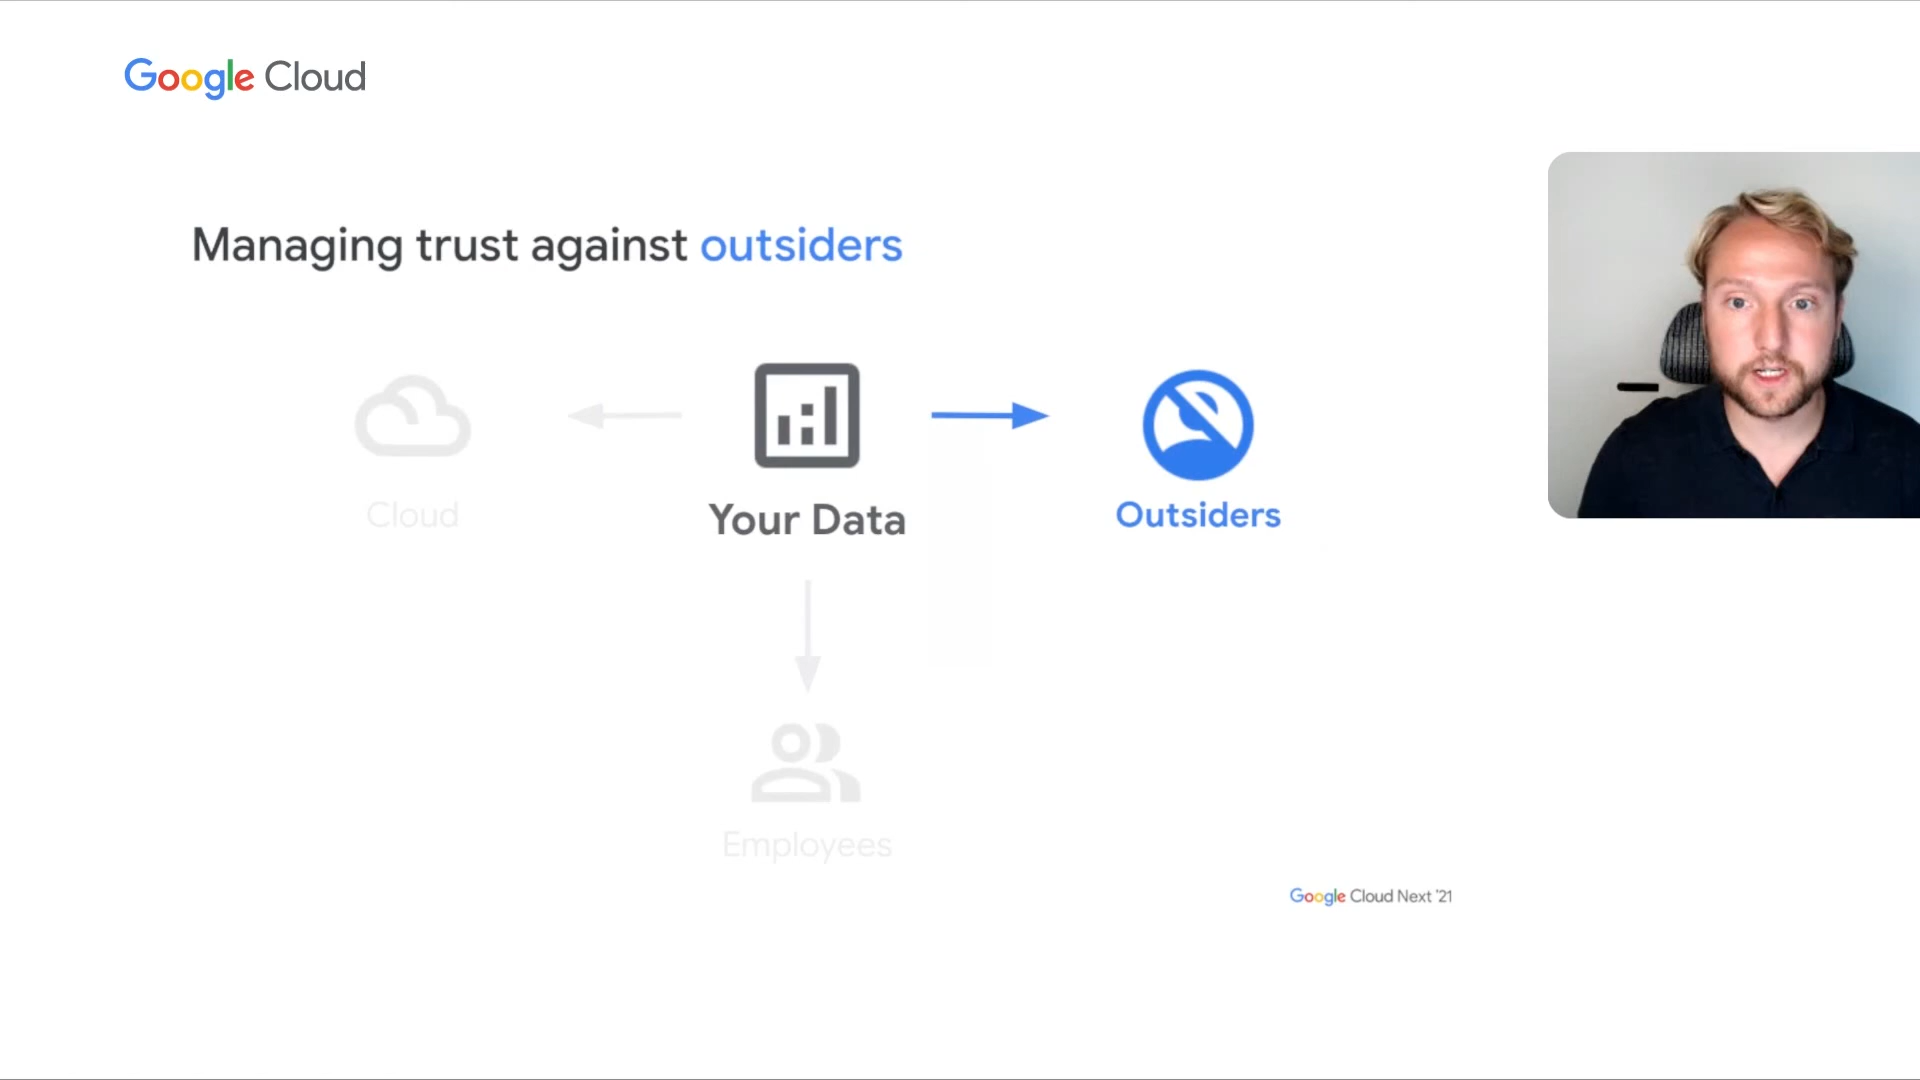 Google Cloud
Managing trust against outsiders
Cloud
Your Data
Outsiders
Employees
Google Cloud Next '21